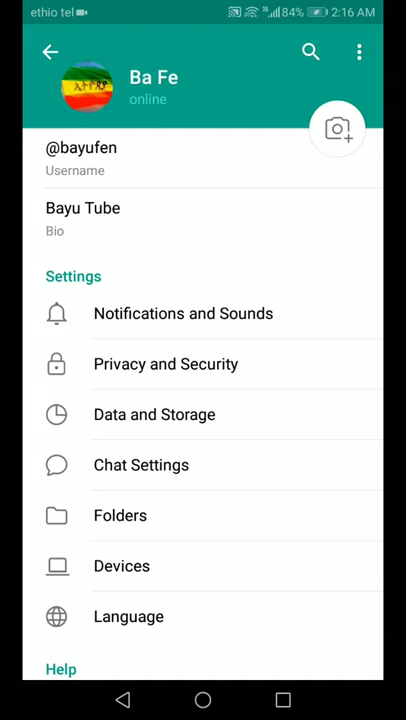 ethio tel
84%
2:16 AM
Ba Fe
online
ኢትዮጵያ
@bayufen
Username
Bayu Tube
Bio
Settings
Notifications and Sounds
Privacy and Security
Data and Storage
Chat Settings
Folders
Devices
Language
Help